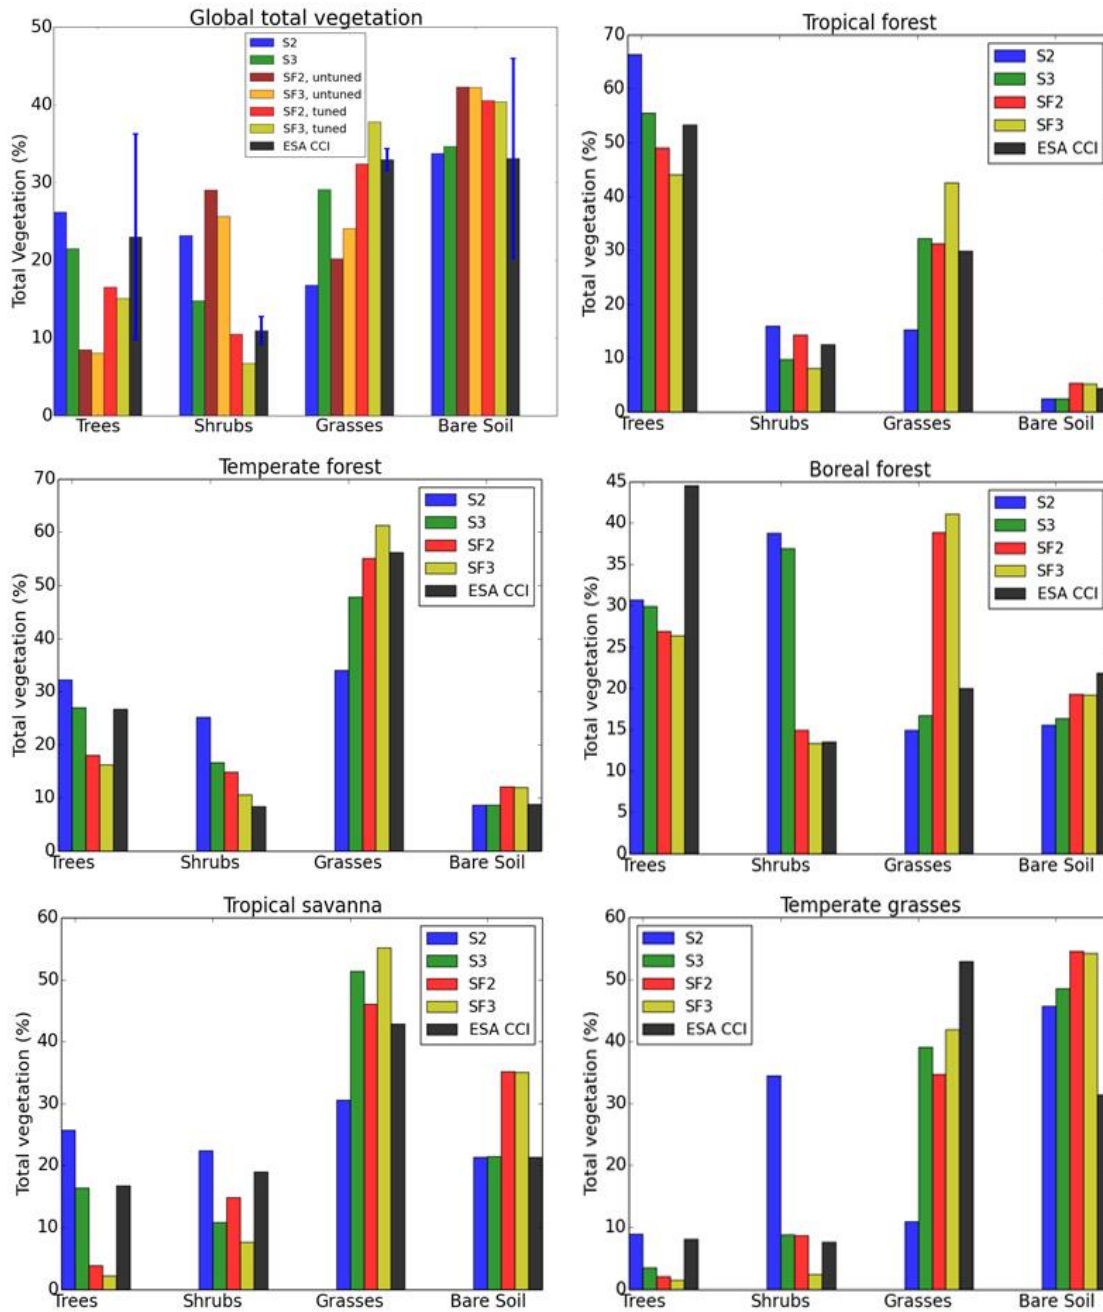 Global total vegetation
Total Vegetation (%)
50
40
30
20
10
0
S2
S3
SF2, untuned
SF3, untuned
SF2, tuned
SF3, tuned
ESA CCI
Trees Shrubs Grasses Bare Soil
Tropical forest
Total vegetation (%)
70
60
50
40
30
20
10
0
S2
S3
SF2
SF3
ESA CCI
Trees Shrubs Grasses Bare Soil
Temperate forest
Total vegetation (%)
70
60
50
40
30
20
10
0
S2
S3
SF2
SF3
ESA CCI
Trees Shrubs Grasses Bare Soil
Boreal forest
Total vegetation (%)
45
40
35
30
25
20
15
10
5
0
S2
S3
SF2
SF3
ESA CCI
Trees Shrubs Grasses Bare Soil
Tropical savanna
Total vegetation (%)
60
50
40
30
20
10
0
S2
S3
SF2
SF3
ESA CCI
Trees Shrubs Grasses Bare Soil
Temperate grasses
Total vegetation (%)
60
50
40
30
20
10
0
S2
S3
SF2
SF3
ESA CCI
Trees Shrubs Grasses Bare Soil